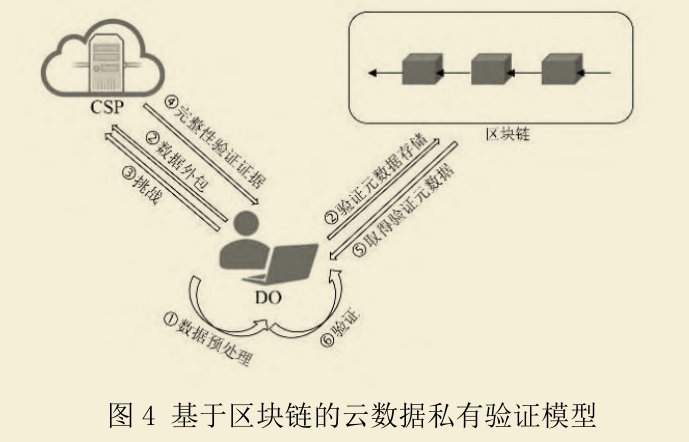 CSP
④完整性验证证据
②数据外包
③挑战
区块链
②验证元数据存储
⑤取得验证元数据
DO
①数据预处理
⑥验证
图 4 基于区块链的云数据私有验证模型